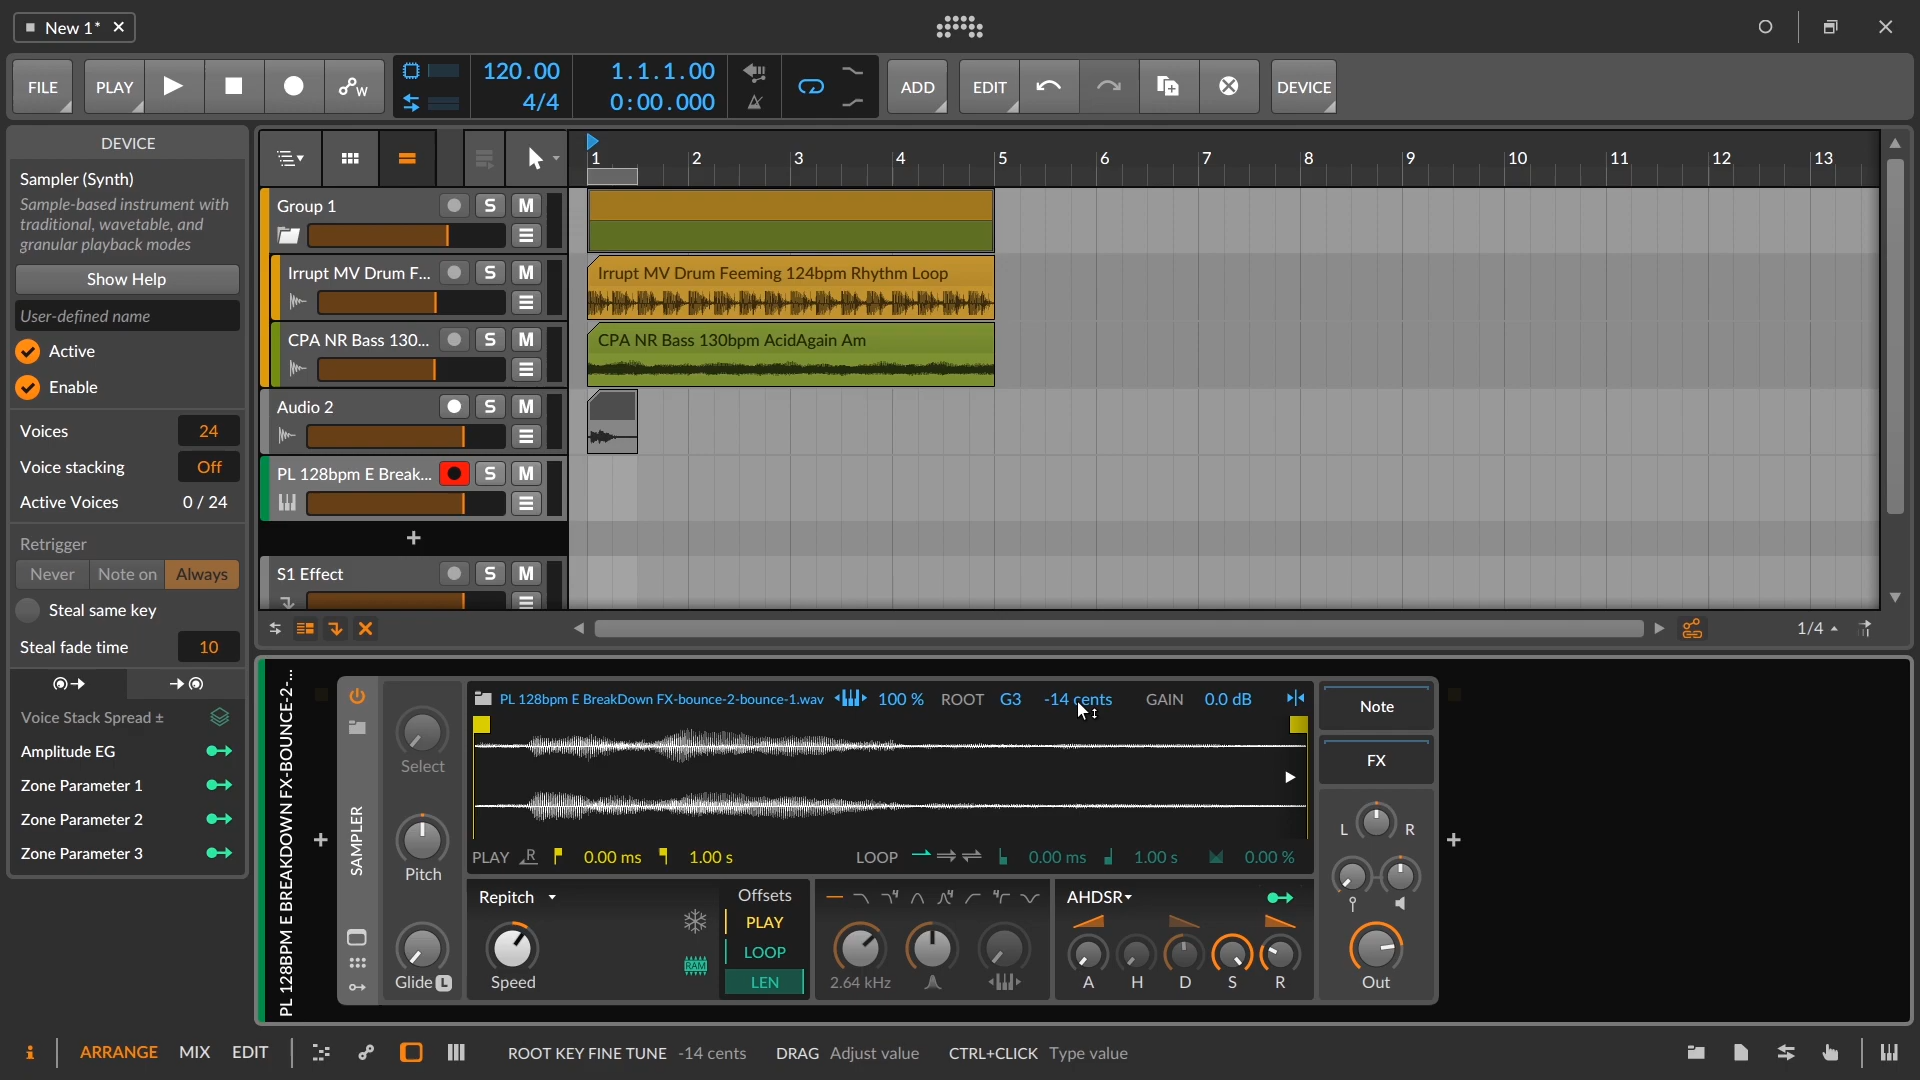 New 1*
FILE
PLAY
W
120.00
4/4
1.1.1.00
0:00.000
ADD
EDIT
DEVICE
DEVICE
Sampler (Synth)
Sample-based instrument with
traditional, wavetable, and
granular playback modes
Show Help
User-defined name
Active
Enable
Voices 24
Voice stacking Off
Active Voices 0 / 24
Retrigger
Never Note on Always
Steal same key
Steal fade time 10
Voice Stack Spread ±
Amplitude EG
Zone Parameter 1
Zone Parameter 2
Zone Parameter 3
1 2 3 4 5 6 7 8 9 10 11 12 13
Group 1 S M
Irrupt MV Drum F... S M
Irrupt MV Drum Feeming 124bpm Rhythm Loop
CPA NR Bass 130... S M
CPA NR Bass 130bpm AcidAgain Am
Audio 2 S M
PL 128bpm E Break... S M
+
S1 Effect S M
1/4
PL 128BPM E BREAKDOWN FX-BOUNCE-2-...
SAMPLER
Select
Pitch
Glide L
PL 128bpm E BreakDown FX-bounce-2-bounce-1.wav 100 % ROOT G3 -14 cents GAIN 0.0 dB
PLAY R 0.00 ms 1.00 s LOOP 0.00 ms 1.00 s 0.00 %
Repitch
Speed
RAM
Offsets
PLAY
LOOP
LEN
2.64 kHz
AHDSR
A H D S R
Note
FX
L R
Out
i ARRANGE MIX EDIT ROOT KEY FINE TUNE -14 cents DRAG Adjust value CTRL+CLICK Type value